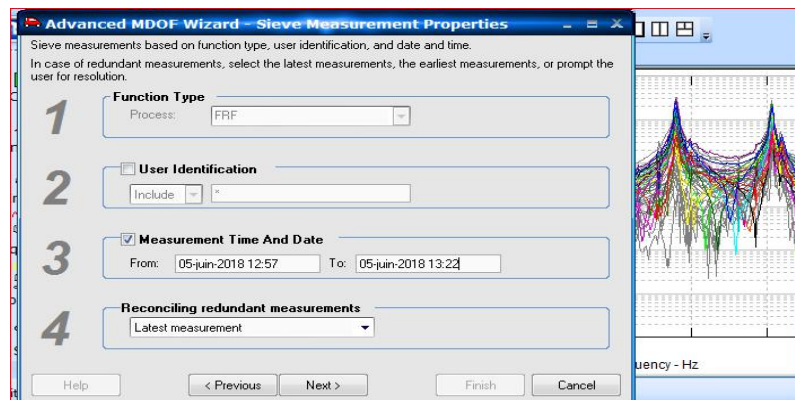 Advanced MDOF Wizard - Sieve Measurement Properties
Sieve measurements based on function type, user identification, and date and time.
In case of redundant measurements, select the latest measurements, the earliest measurements, or prompt the
user for resolution.
1
Function Type
Process: FRF
2
User Identification
Include *
3
Measurement Time And Date
From: 05-juin-2018 12:57 To: 05-juin-2018 13:22
4
Reconciling redundant measurements
Latest measurement
Help < Previous Next > Finish Cancel
uency - Hz